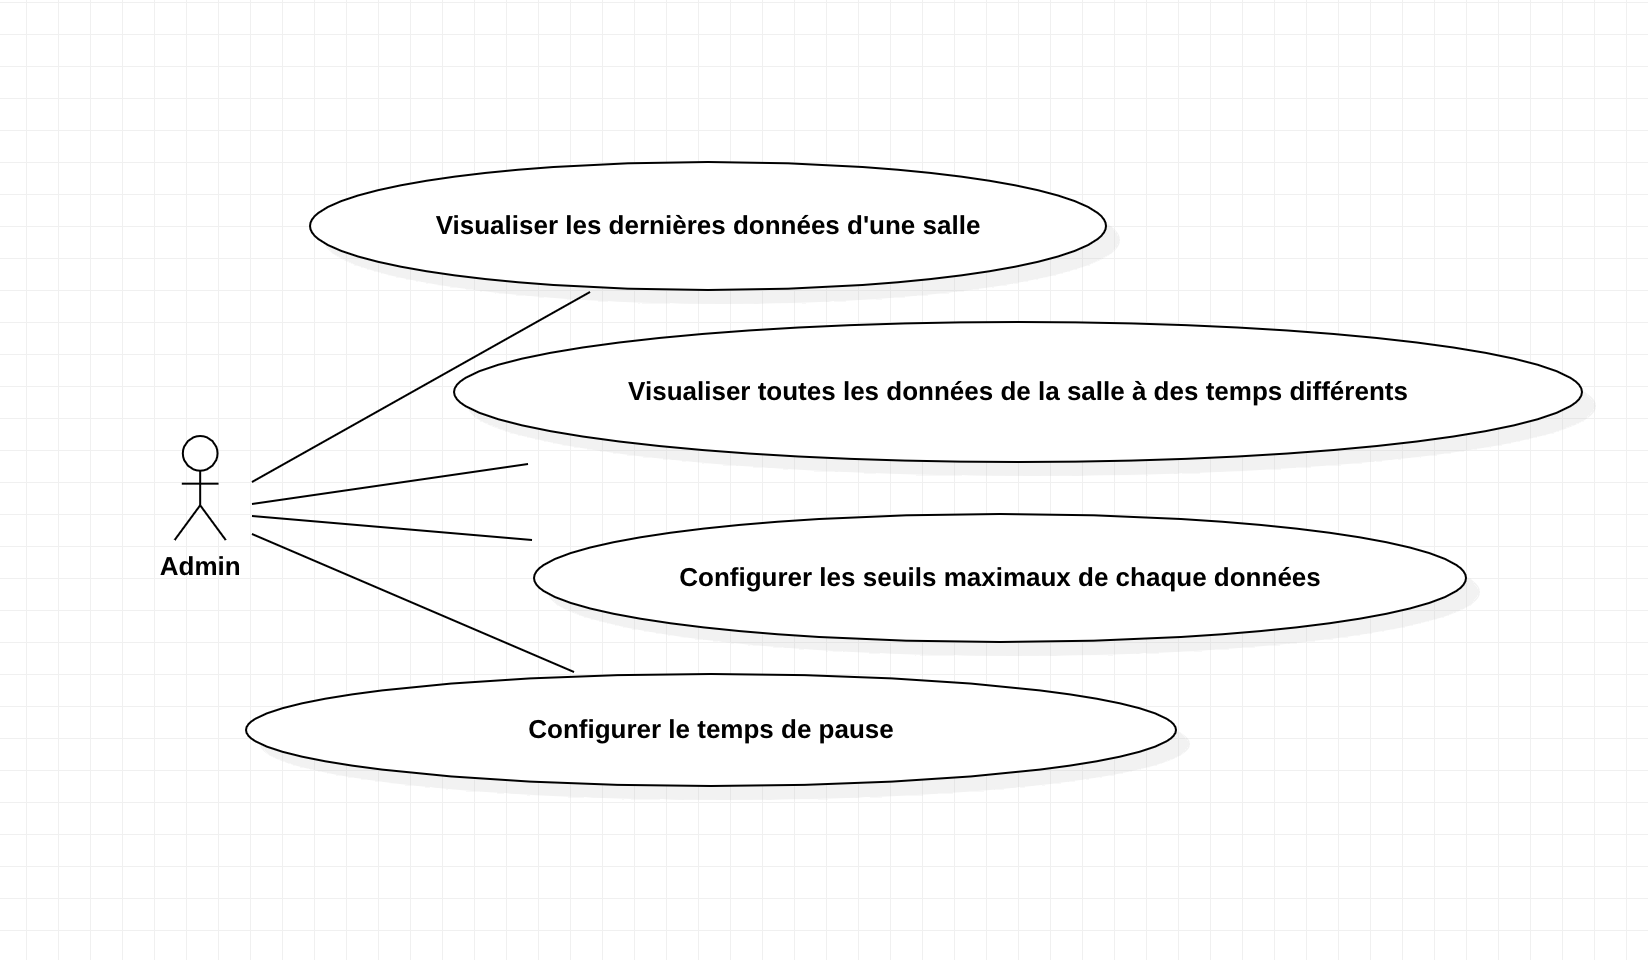 Visualiser les dernières données d'une salle
Visualiser toutes les données de la salle à des temps différents
Admin
Configurer les seuils maximaux de chaque données
Configurer le temps de pause